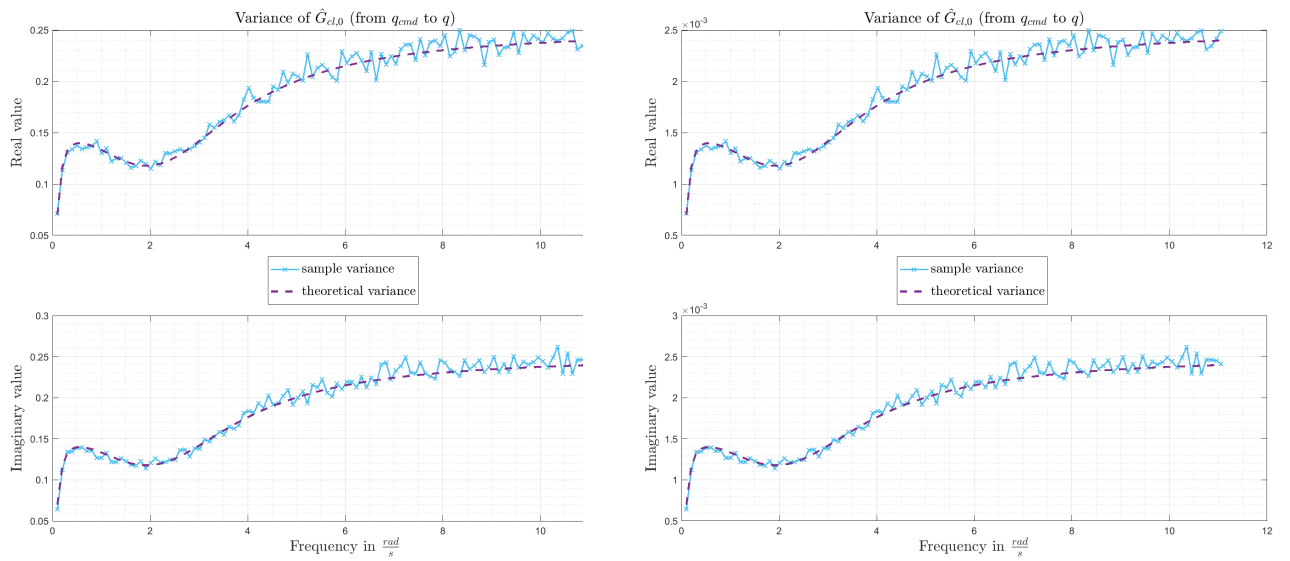 Variance of Ĝcl,0 (from qcmd to q)
0.25
0.2
0.15
0.1
0.05
Real value
0 2 4 6 8 10
sample variance
theoretical variance
0.3
0.25
0.2
0.15
0.1
0.05
Imaginary value
0 2 4 6 8 10
Frequency in rad/s
Variance of Ĝcl,0 (from qcmd to q)
×10-3
2.5
2
1.5
1
0.5
Real value
0 2 4 6 8 10 12
sample variance
theoretical variance
×10-3
3
2.5
2
1.5
1
0.5
Imaginary value
0 2 4 6 8 10 12
Frequency in rad/s